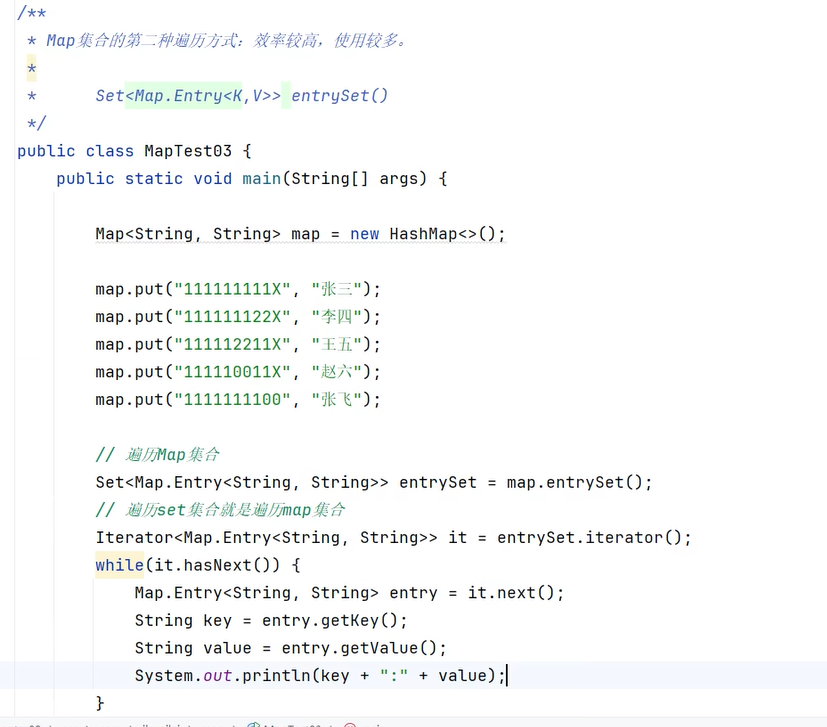 /**
 * Map集合的第二种遍历方式：效率较高，使用较多。
 *
 *      Set<Map.Entry<K,V>> entrySet()
 */
public class MapTest03 {
    public static void main(String[] args) {

        Map<String, String> map = new HashMap<>();

        map.put("111111111X", "张三");
        map.put("111111122X", "李四");
        map.put("111112211X", "王五");
        map.put("111110011X", "赵六");
        map.put("1111111100", "张飞");

        // 遍历Map集合
        Set<Map.Entry<String, String>> entrySet = map.entrySet();
        // 遍历set集合就是遍历map集合
        Iterator<Map.Entry<String, String>> it = entrySet.iterator();
        while(it.hasNext()) {
            Map.Entry<String, String> entry = it.next();
            String key = entry.getKey();
            String value = entry.getValue();
            System.out.println(key + ":" + value);
        }